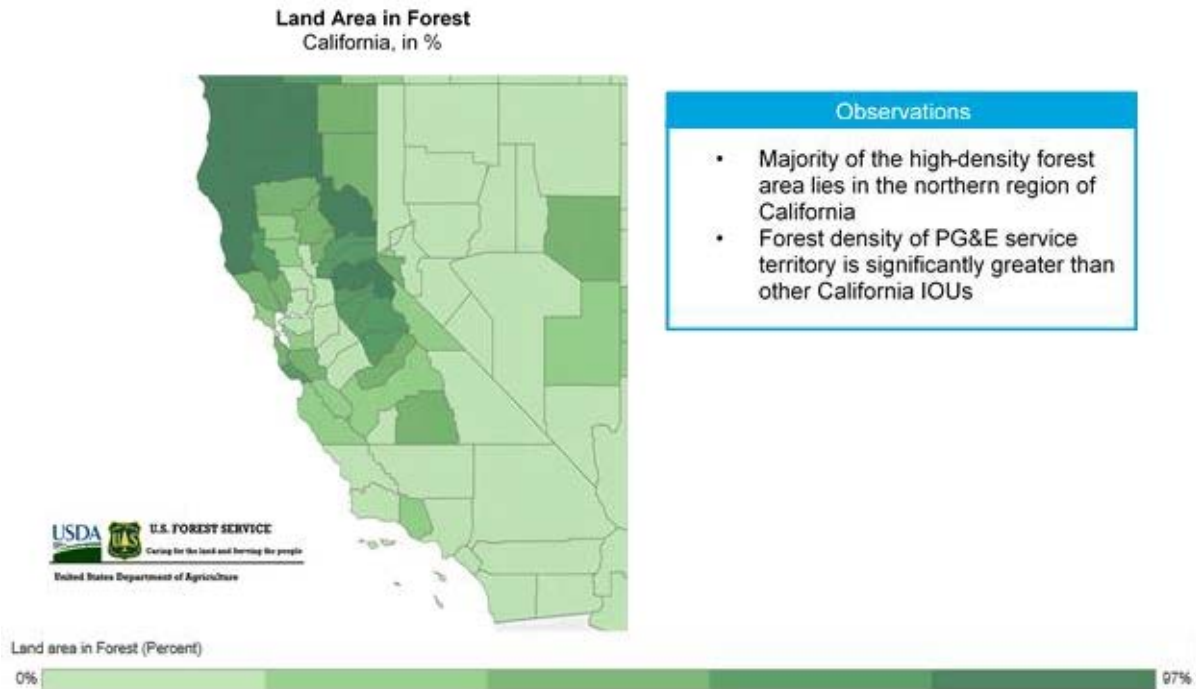 Land Area in Forest
California, in %
Observations
• Majority of the high-density forest
area lies in the northern region of
California
• Forest density of PG&E service
territory is significantly greater than
other California IOUs
USDA
UAS
U.S. FOREST SERVICE
Caring for the land and serving the people
United States Department of Agriculture
Land area in Forest (Percent)
0%
97%